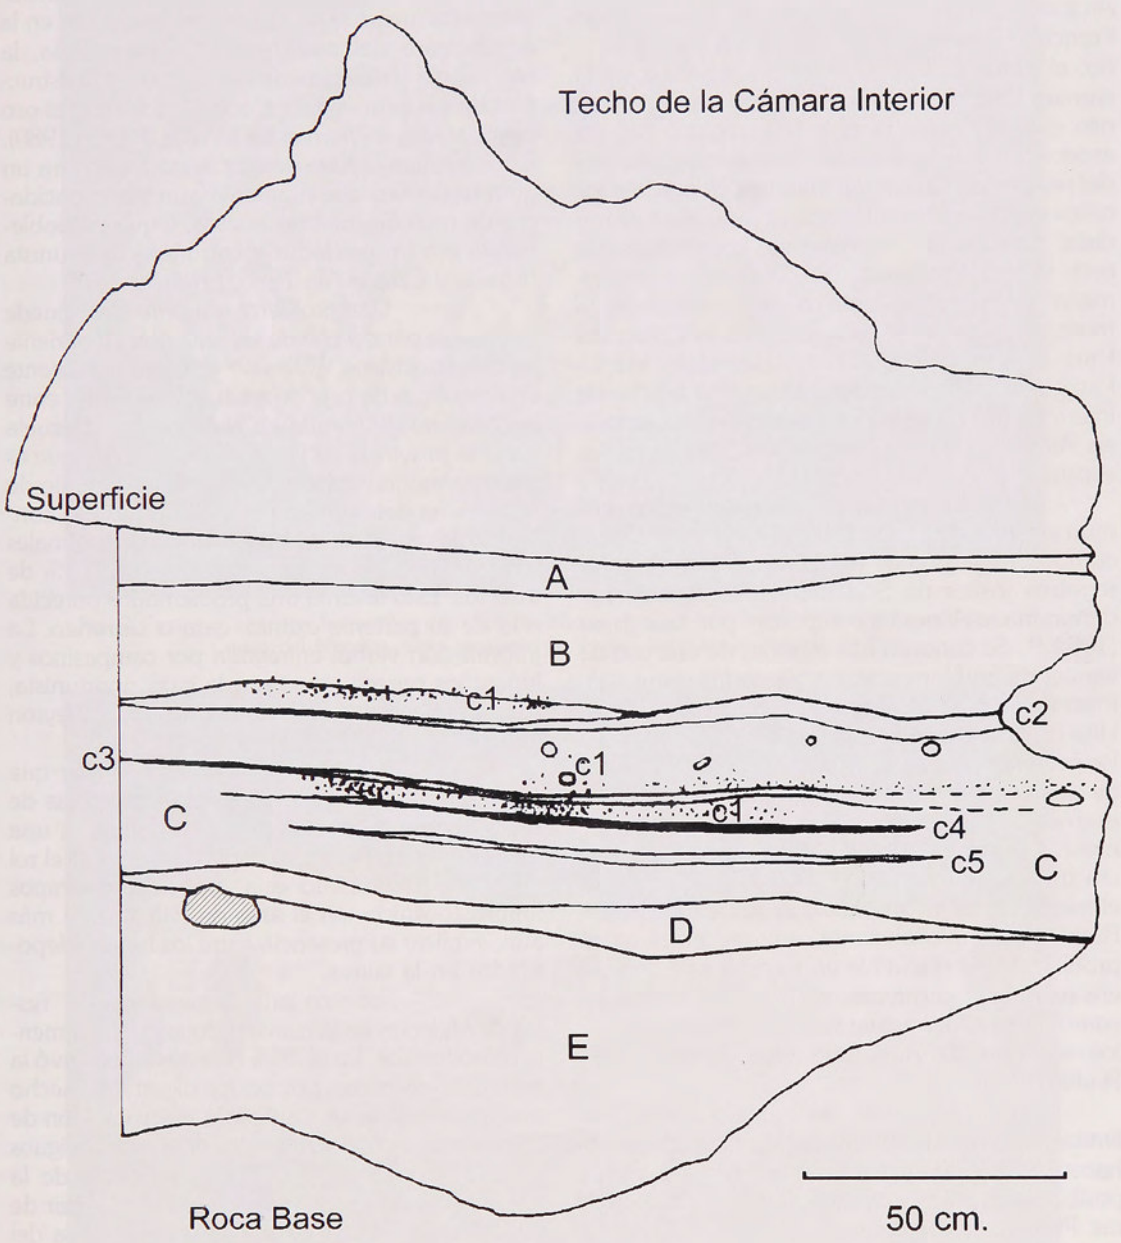 Techo de la Cámara Interior
Superficie
A
B
c1
c2
c3
c1
c1
C
c4
c5
C
D
E
Roca Base
50 cm.